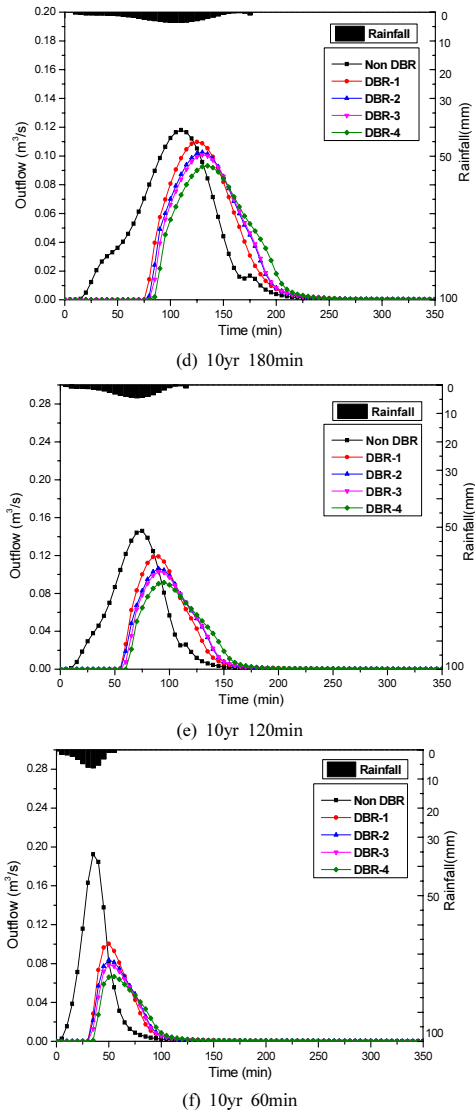 0.20
0.18
0.16
0.14
0.12
0.10
0.08
0.06
0.04
0.02
0.00
Outflow (m³/s)
0
10
20
30
40
50
100
Rainfall(mm)
Rainfall
Non DBR
DBR-1
DBR-2
DBR-3
DBR-4
0 50 100 150 200 250 300 350
Time (min)
(d) 10yr 180min
0.28
0.24
0.20
0.16
0.12
0.08
0.04
0.00
Outflow (m³/s)
0
10
20
30
40
50
100
Rainfall(mm)
Rainfall
Non DBR
DBR-1
DBR-2
DBR-3
DBR-4
0 50 100 150 200 250 300 350
Time (min)
(e) 10yr 120min
0.28
0.24
0.20
0.16
0.12
0.08
0.04
0.00
Outflow (m³/s)
0
10
20
30
40
50
100
Rainfall(mm)
Rainfall
Non DBR
DBR-1
DBR-2
DBR-3
DBR-4
0 50 100 150 200 250 300 350
Time (min)
(f) 10yr 60min